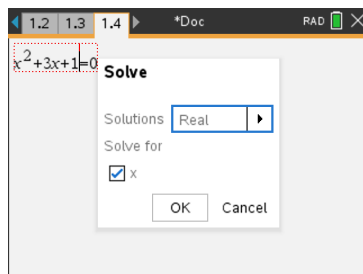 1.2 1.3 1.4 *Doc RAD
x²+3x+1=0
Solve
Solutions Real
Solve for
x
OK Cancel